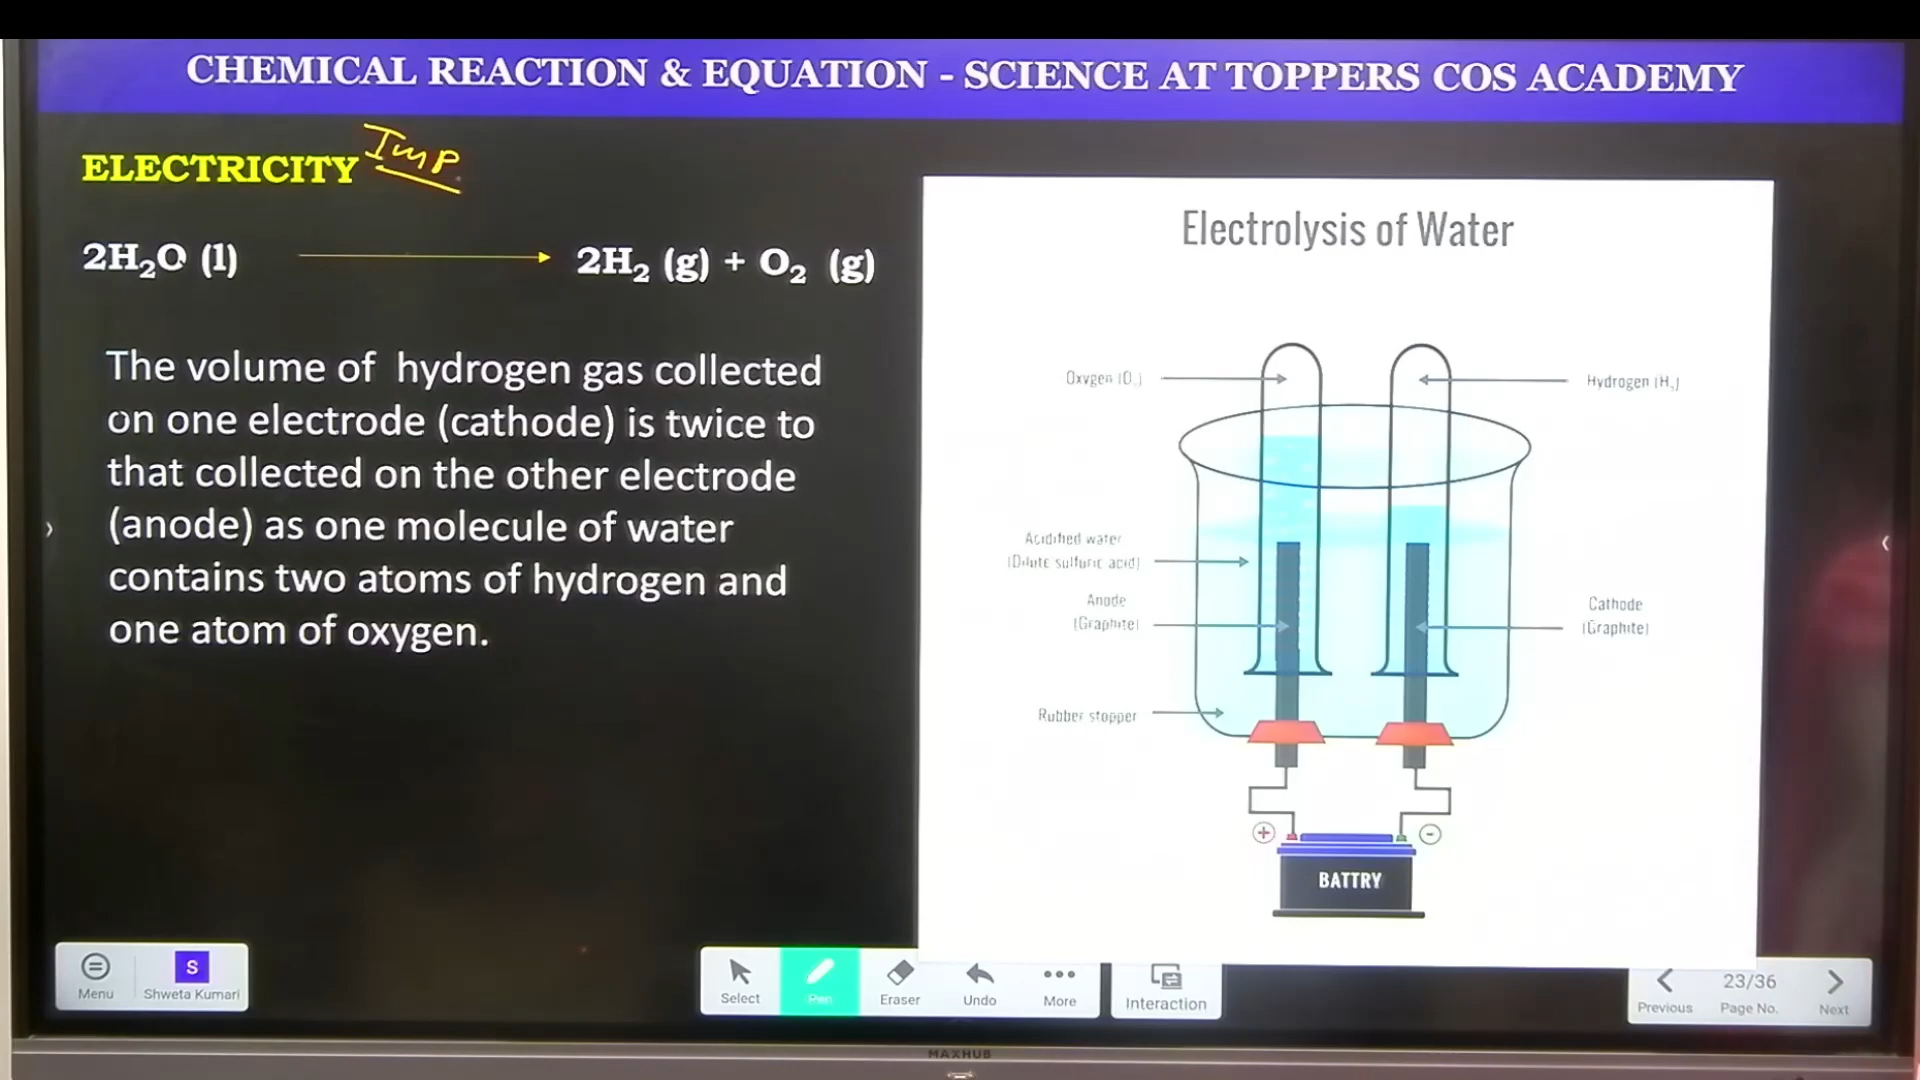 CHEMICAL REACTION & EQUATION - SCIENCE AT TOPPERS COS ACADEMY
ELECTRICITY Imp
2H₂O (l) → 2H₂ (g) + O₂ (g)
The volume of hydrogen gas collected
on one electrode (cathode) is twice to
that collected on the other electrode
(anode) as one molecule of water
contains two atoms of hydrogen and
one atom of oxygen.
Electrolysis of Water
Oxygen (O₂)
Hydrogen (H₂)
Acidified water
(Dilute sulfuric acid)
Anode
(Graphite)
Cathode
(Graphite)
Rubber stopper
+ -
BATTRY
Menu
S
Shweta Kumari
Select
Pen
Eraser
Undo
More
Interaction
Previous
23/36
Page No.
Next
MAXHUB